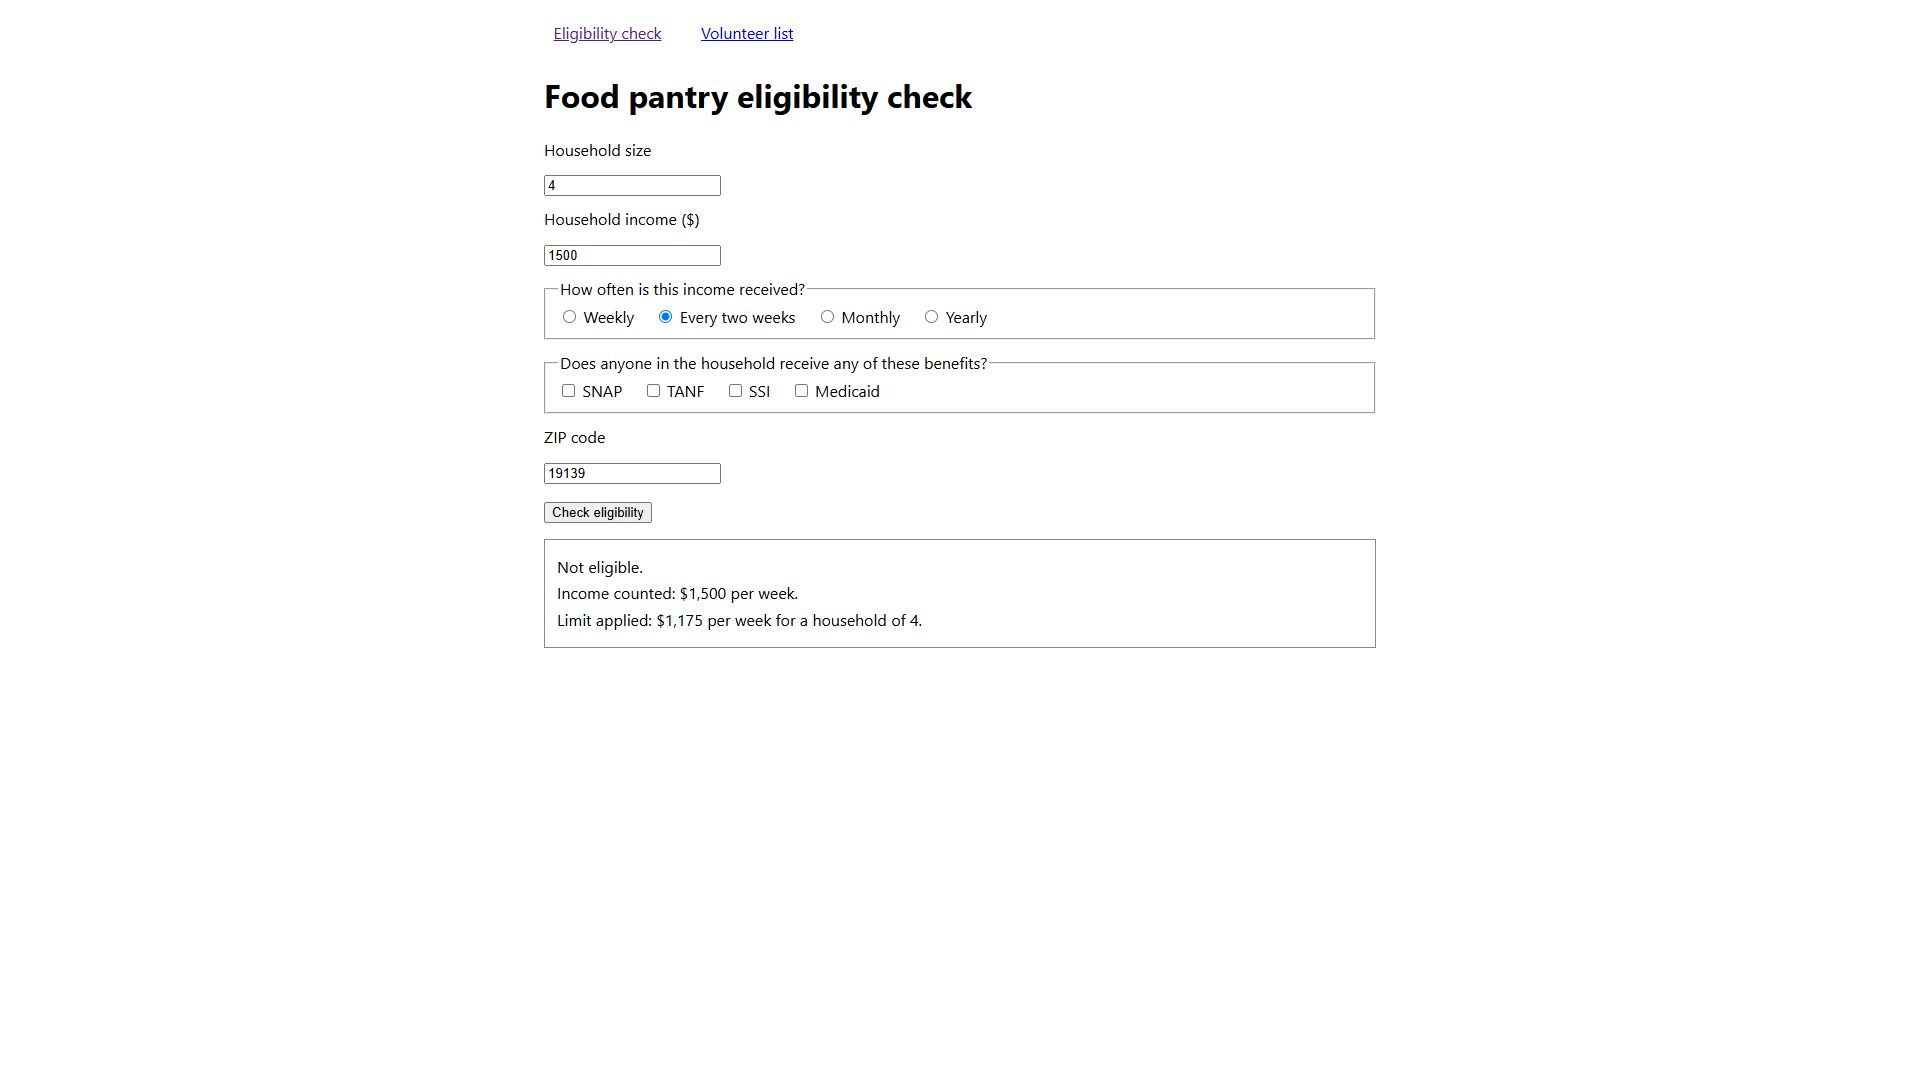 Eligibility check Volunteer list
Food pantry eligibility check
Household size
4
Household income ($)
1500
How often is this income received?
Weekly Every two weeks Monthly Yearly
Does anyone in the household receive any of these benefits?
SNAP TANF SSI Medicaid
ZIP code
19139
Check eligibility
Not eligible.
Income counted: $1,500 per week.
Limit applied: $1,175 per week for a household of 4.